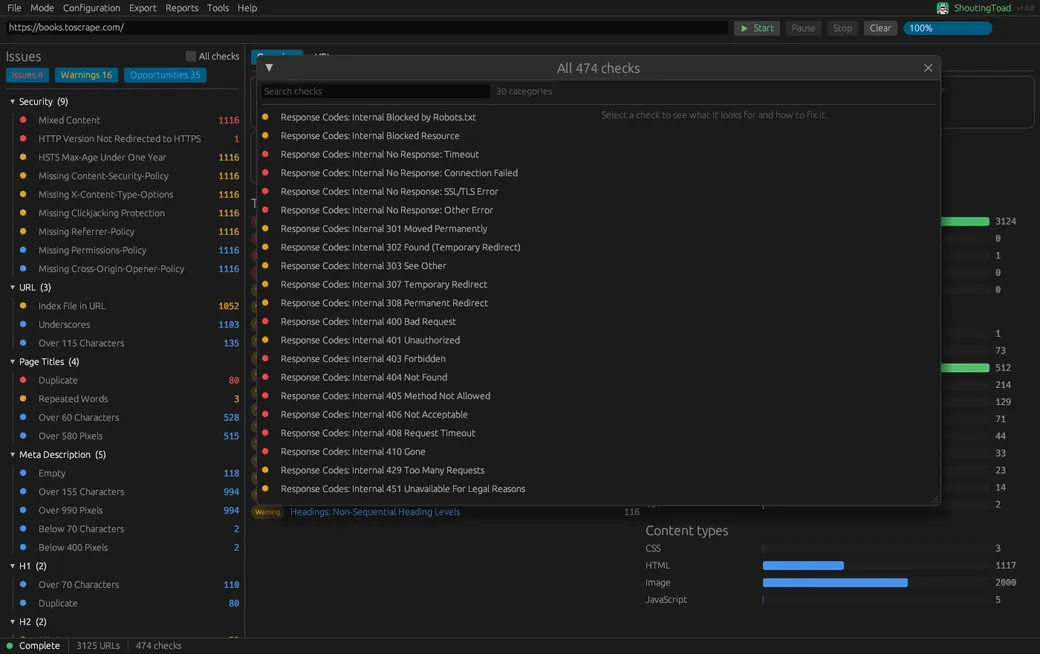 File Mode Configuration Export Reports Tools Help
ShoutingToad v1.0.0
https://books.toscrape.com/
Start Pause Stop Clear 100%
Issues
All checks
Issues 4 Warnings 16 Opportunities 35
Security (9)
Mixed Content 1116
HTTP Version Not Redirected to HTTPS 1
HSTS Max-Age Under One Year 1116
Missing Content-Security-Policy 1116
Missing X-Content-Type-Options 1116
Missing Clickjacking Protection 1116
Missing Referrer-Policy 1116
Missing Permissions-Policy 1116
Missing Cross-Origin-Opener-Policy 1116
URL (3)
Index File in URL 1052
Underscores 1103
Over 115 Characters 135
Page Titles (4)
Duplicate 80
Repeated Words 3
Over 60 Characters 528
Over 580 Pixels 515
Meta Description (5)
Empty 118
Over 155 Characters 994
Over 990 Pixels 994
Below 70 Characters 2
Below 400 Pixels 2
H1 (2)
Over 70 Characters 110
Duplicate 80
H2 (2)
All 474 checks
Search checks
30 categories
Select a check to see what it looks for and how to fix it.
Response Codes: Internal Blocked by Robots.txt
Response Codes: Internal Blocked Resource
Response Codes: Internal No Response: Timeout
Response Codes: Internal No Response: Connection Failed
Response Codes: Internal No Response: SSL/TLS Error
Response Codes: Internal No Response: Other Error
Response Codes: Internal 301 Moved Permanently
Response Codes: Internal 302 Found (Temporary Redirect)
Response Codes: Internal 303 See Other
Response Codes: Internal 307 Temporary Redirect
Response Codes: Internal 308 Permanent Redirect
Response Codes: Internal 400 Bad Request
Response Codes: Internal 401 Unauthorized
Response Codes: Internal 403 Forbidden
Response Codes: Internal 404 Not Found
Response Codes: Internal 405 Method Not Allowed
Response Codes: Internal 406 Not Acceptable
Response Codes: Internal 408 Request Timeout
Response Codes: Internal 410 Gone
Response Codes: Internal 429 Too Many Requests
Response Codes: Internal 451 Unavailable For Legal Reasons
Warning Headings: Non-Sequential Heading Levels 116
3124
0
1
0
0
1
73
512
214
129
71
44
33
23
14
2
Content types
CSS 3
HTML 1117
Image 2000
JavaScript 5
Complete 3125 URLs 474 checks